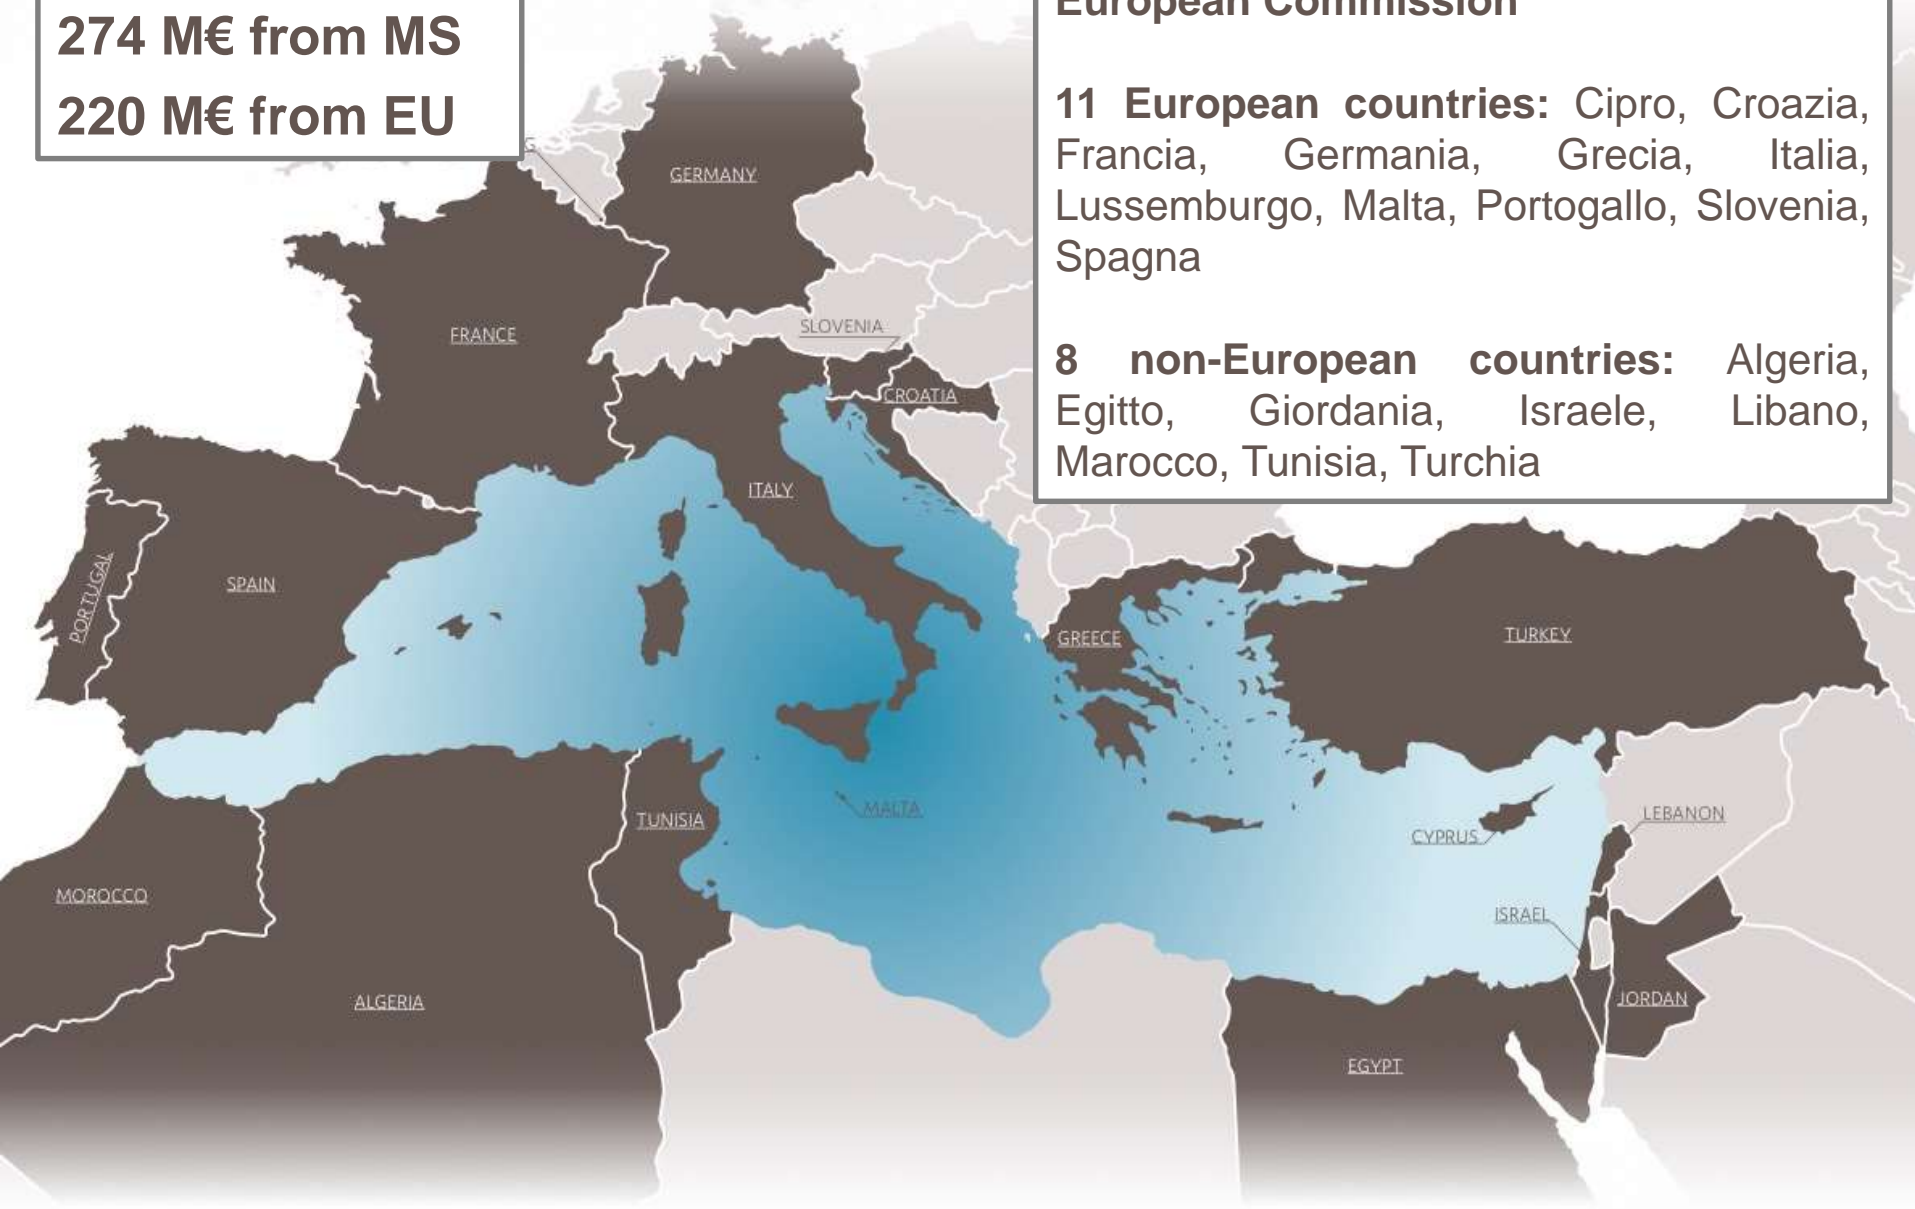 274 M€ from MS
220 M€ from EU
European Commission
11 European countries: Cipro, Croazia,
Francia, Germania, Grecia, Italia,
Lussemburgo, Malta, Portogallo, Slovenia,
Spagna
8 non-European countries: Algeria,
Egitto, Giordania, Israele, Libano,
Marocco, Tunisia, Turchia
GERMANY
FRANCE
SLOVENIA
CROATIA
ITALY
PORTUGAL
SPAIN
GREECE
TURKEY
MALTA
TUNISIA
CYPRUS
LEBANON
MOROCCO
ISRAEL
ALGERIA
JORDAN
EGYPT